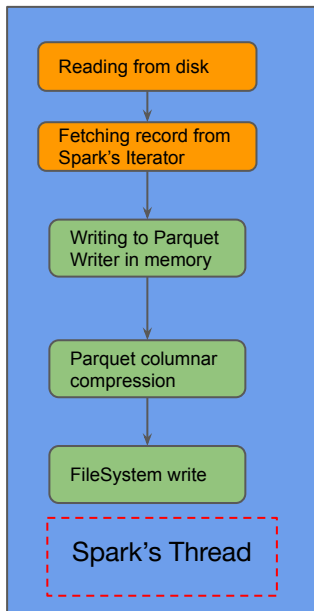 Reading from disk
Fetching record from
Spark's Iterator
Writing to Parquet
Writer in memory
Parquet columnar
compression
FileSystem write
Spark's Thread